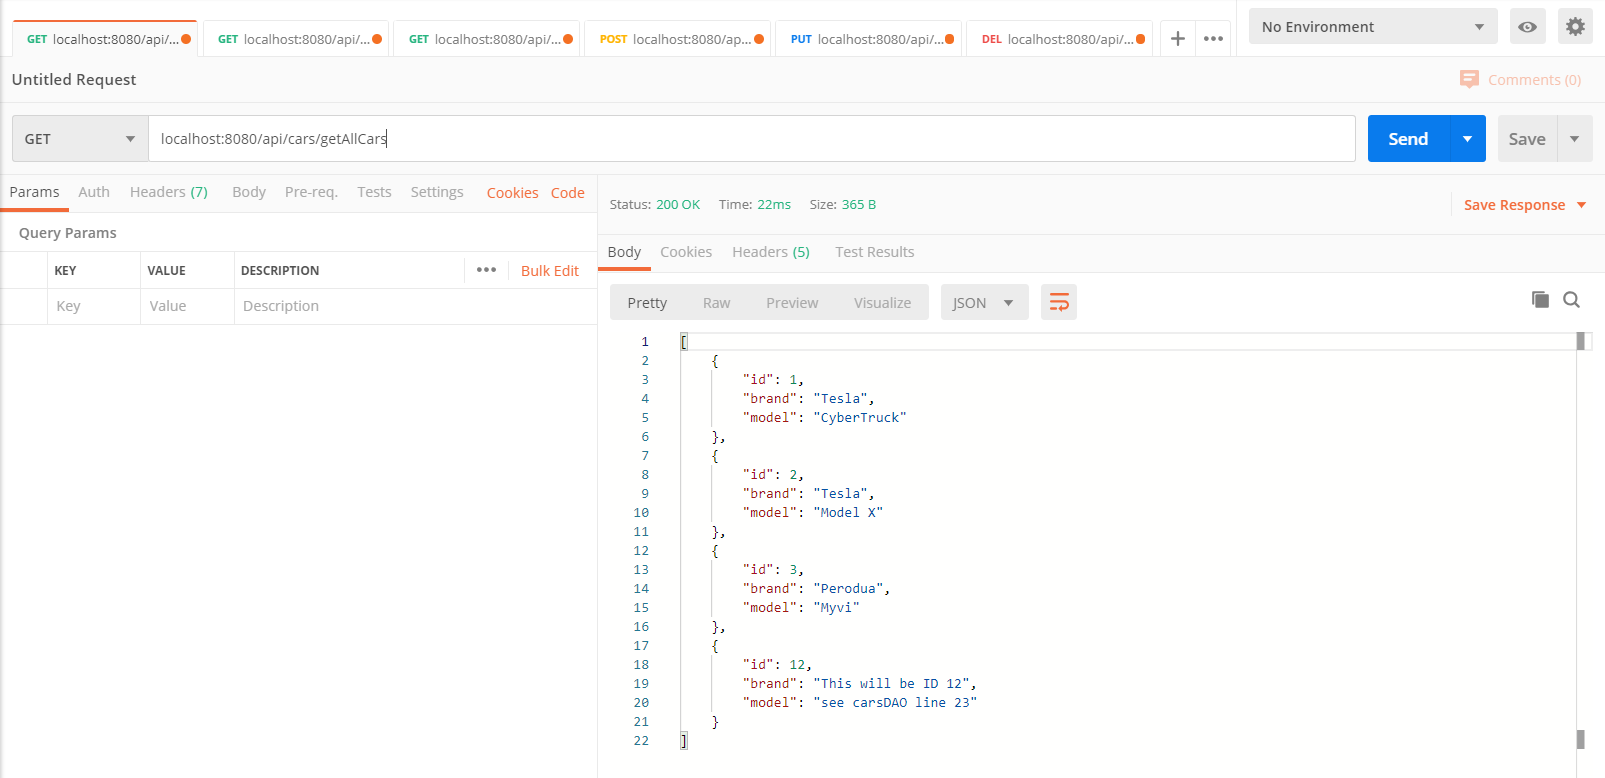 GET localhost:8080/api/... GET localhost:8080/api/... GET localhost:8080/api/... POST localhost:8080/ap... PUT localhost:8080/api/... DEL localhost:8080/api/... + ••• No Environment
Untitled Request Comments (0)
GET localhost:8080/api/cars/getAllCars Send Save
Params Auth Headers (7) Body Pre-req. Tests Settings Cookies Code
Status: 200 OK Time: 22ms Size: 365 B Save Response
Query Params
Body Cookies Headers (5) Test Results
KEY VALUE DESCRIPTION ••• Bulk Edit
Key Value Description
Pretty Raw Preview Visualize JSON
1 [
2 {
3 "id": 1,
4 "brand": "Tesla",
5 "model": "CyberTruck"
6 },
7 {
8 "id": 2,
9 "brand": "Tesla",
10 "model": "Model X"
11 },
12 {
13 "id": 3,
14 "brand": "Perodua",
15 "model": "Myvi"
16 },
17 {
18 "id": 12,
19 "brand": "This will be ID 12",
20 "model": "see carsDAO line 23"
21 }
22 ]